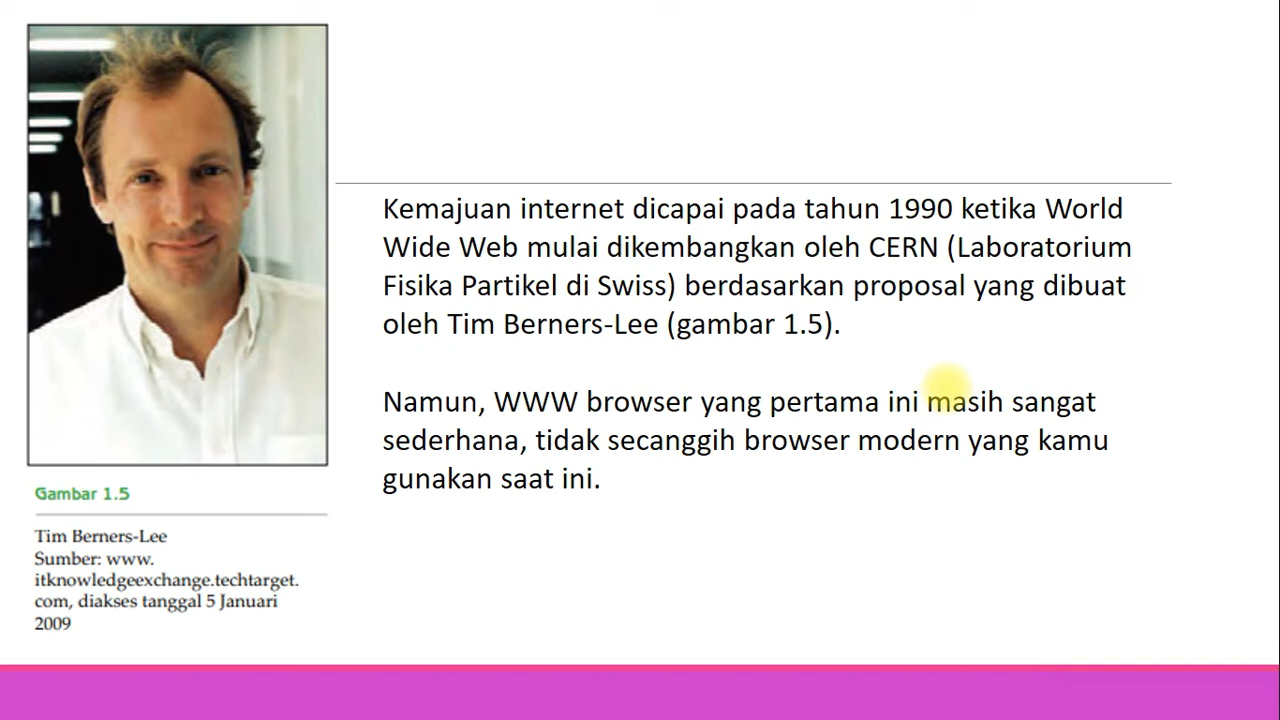 Kemajuan internet dicapai pada tahun 1990 ketika World
Wide Web mulai dikembangkan oleh CERN (Laboratorium
Fisika Partikel di Swiss) berdasarkan proposal yang dibuat
oleh Tim Berners-Lee (gambar 1.5).
Namun, WWW browser yang pertama ini masih sangat
sederhana, tidak secanggih browser modern yang kamu
gunakan saat ini.
Gambar 1.5
Tim Berners-Lee
Sumber: www.
itknowledgeexchange.techtarget.
com, diakses tanggal 5 Januari
2009